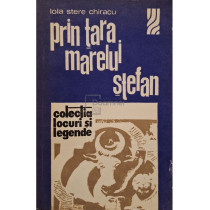 lola stere chiracu
prin țara
marelui
ștefan
colecția
locuri și
legende